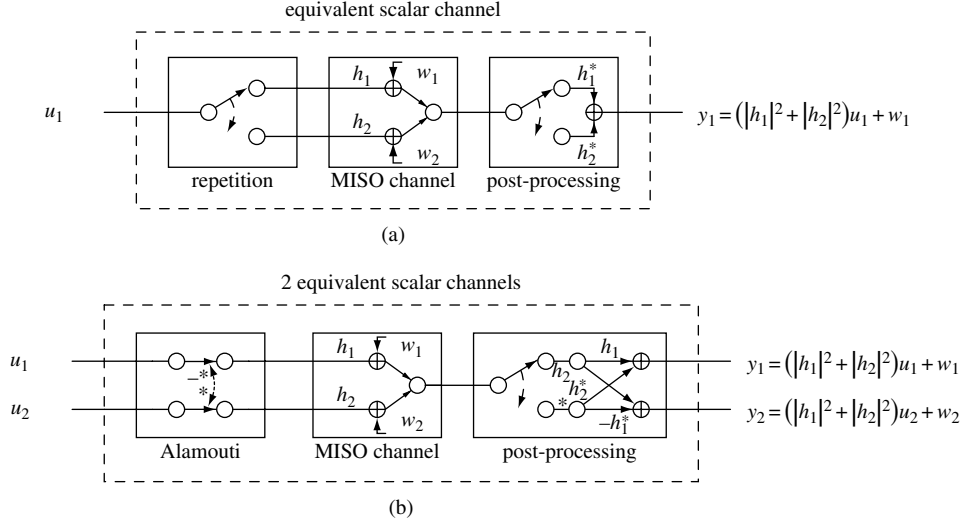 equivalent scalar channel
u₁
h₁
w₁
h₁*
h₂
w₂
h₂*
y₁ = (|h₁|² + |h₂|²)u₁ + w₁
repetition
MISO channel
post-processing
(a)
2 equivalent scalar channels
u₁
h₁
w₁
h₂
h₁
y₁ = (|h₁|² + |h₂|²)u₁ + w₁
–*
*
h₂*
u₂
h₂
w₂
*
–h₁*
y₂ = (|h₁|² + |h₂|²)u₂ + w₂
Alamouti
MISO channel
post-processing
(b)